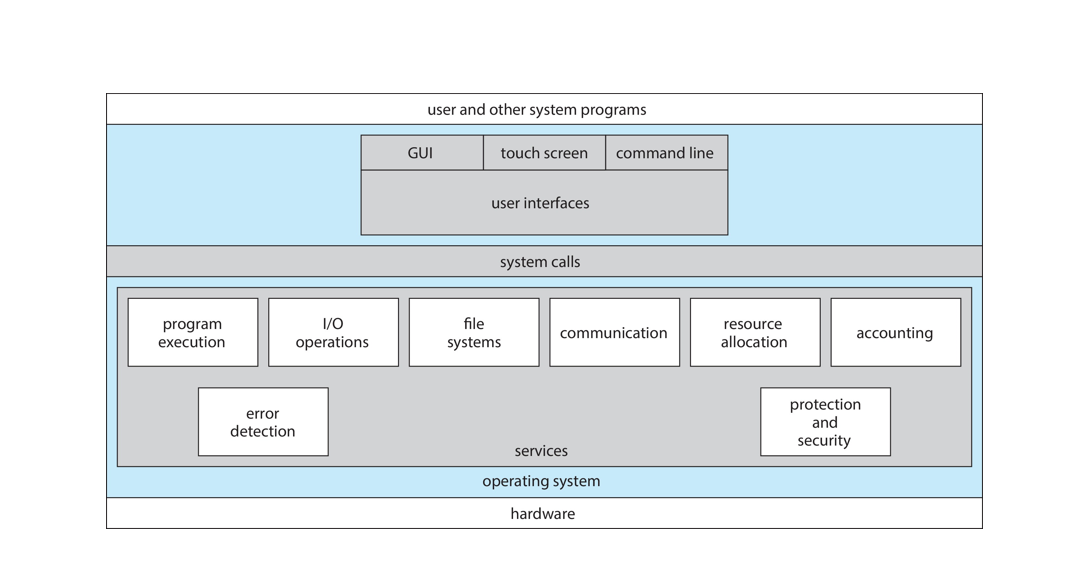 user and other system programs
GUI
touch screen
command line
user interfaces
system calls
program
execution
I/O
operations
file
systems
communication
resource
allocation
accounting
error
detection
protection
and
security
services
operating system
hardware